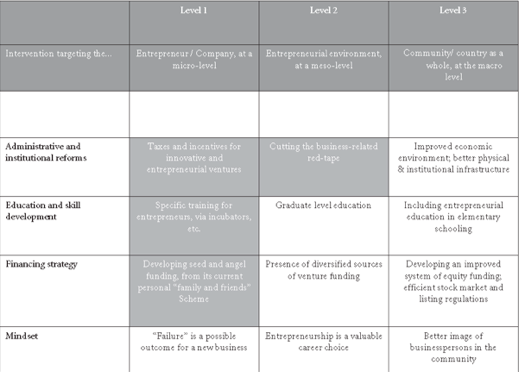 Level 1 Level 2 Level 3
Intervention targeting the... Entrepreneur / Company, at a micro-level Entrepreneurial environment, at a meso-level Community/ country as a whole, at the macro level
Administrative and institutional reforms Taxes and incentives for innovative and entrepreneurial ventures Cutting the business-related red-tape Improved economic environment; better physical & institutional infrastructure
Education and skill development Specific training for entrepreneurs, via incubators, etc. Graduate level education Including entrepreneurial education in elementary schooling
Financing strategy Developing seed and angel funding, from its current personal "family and friends" Scheme Presence of diversified sources of venture funding Developing an improved system of equity funding; efficient stock market and listing regulations
Mindset "Failure" is a possible outcome for a new business Entrepreneurship is a valuable career choice Better image of businesspersons in the community